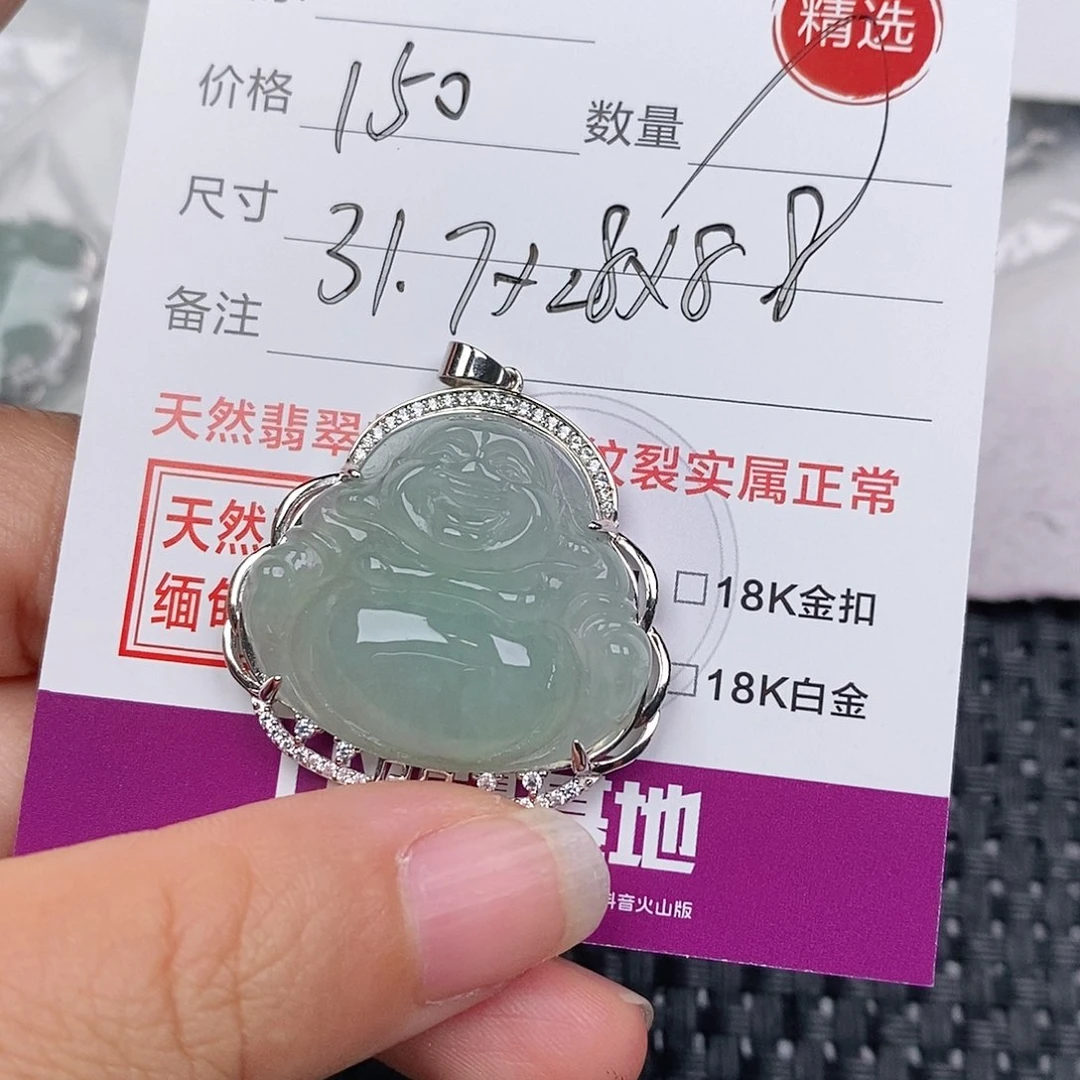 精选
价格 150 数量
尺寸 31.7+28×8 8
备注
天然翡翠 纹裂实属正常
天然
缅甸
18K金扣
18K白金
基地
抖音火山版